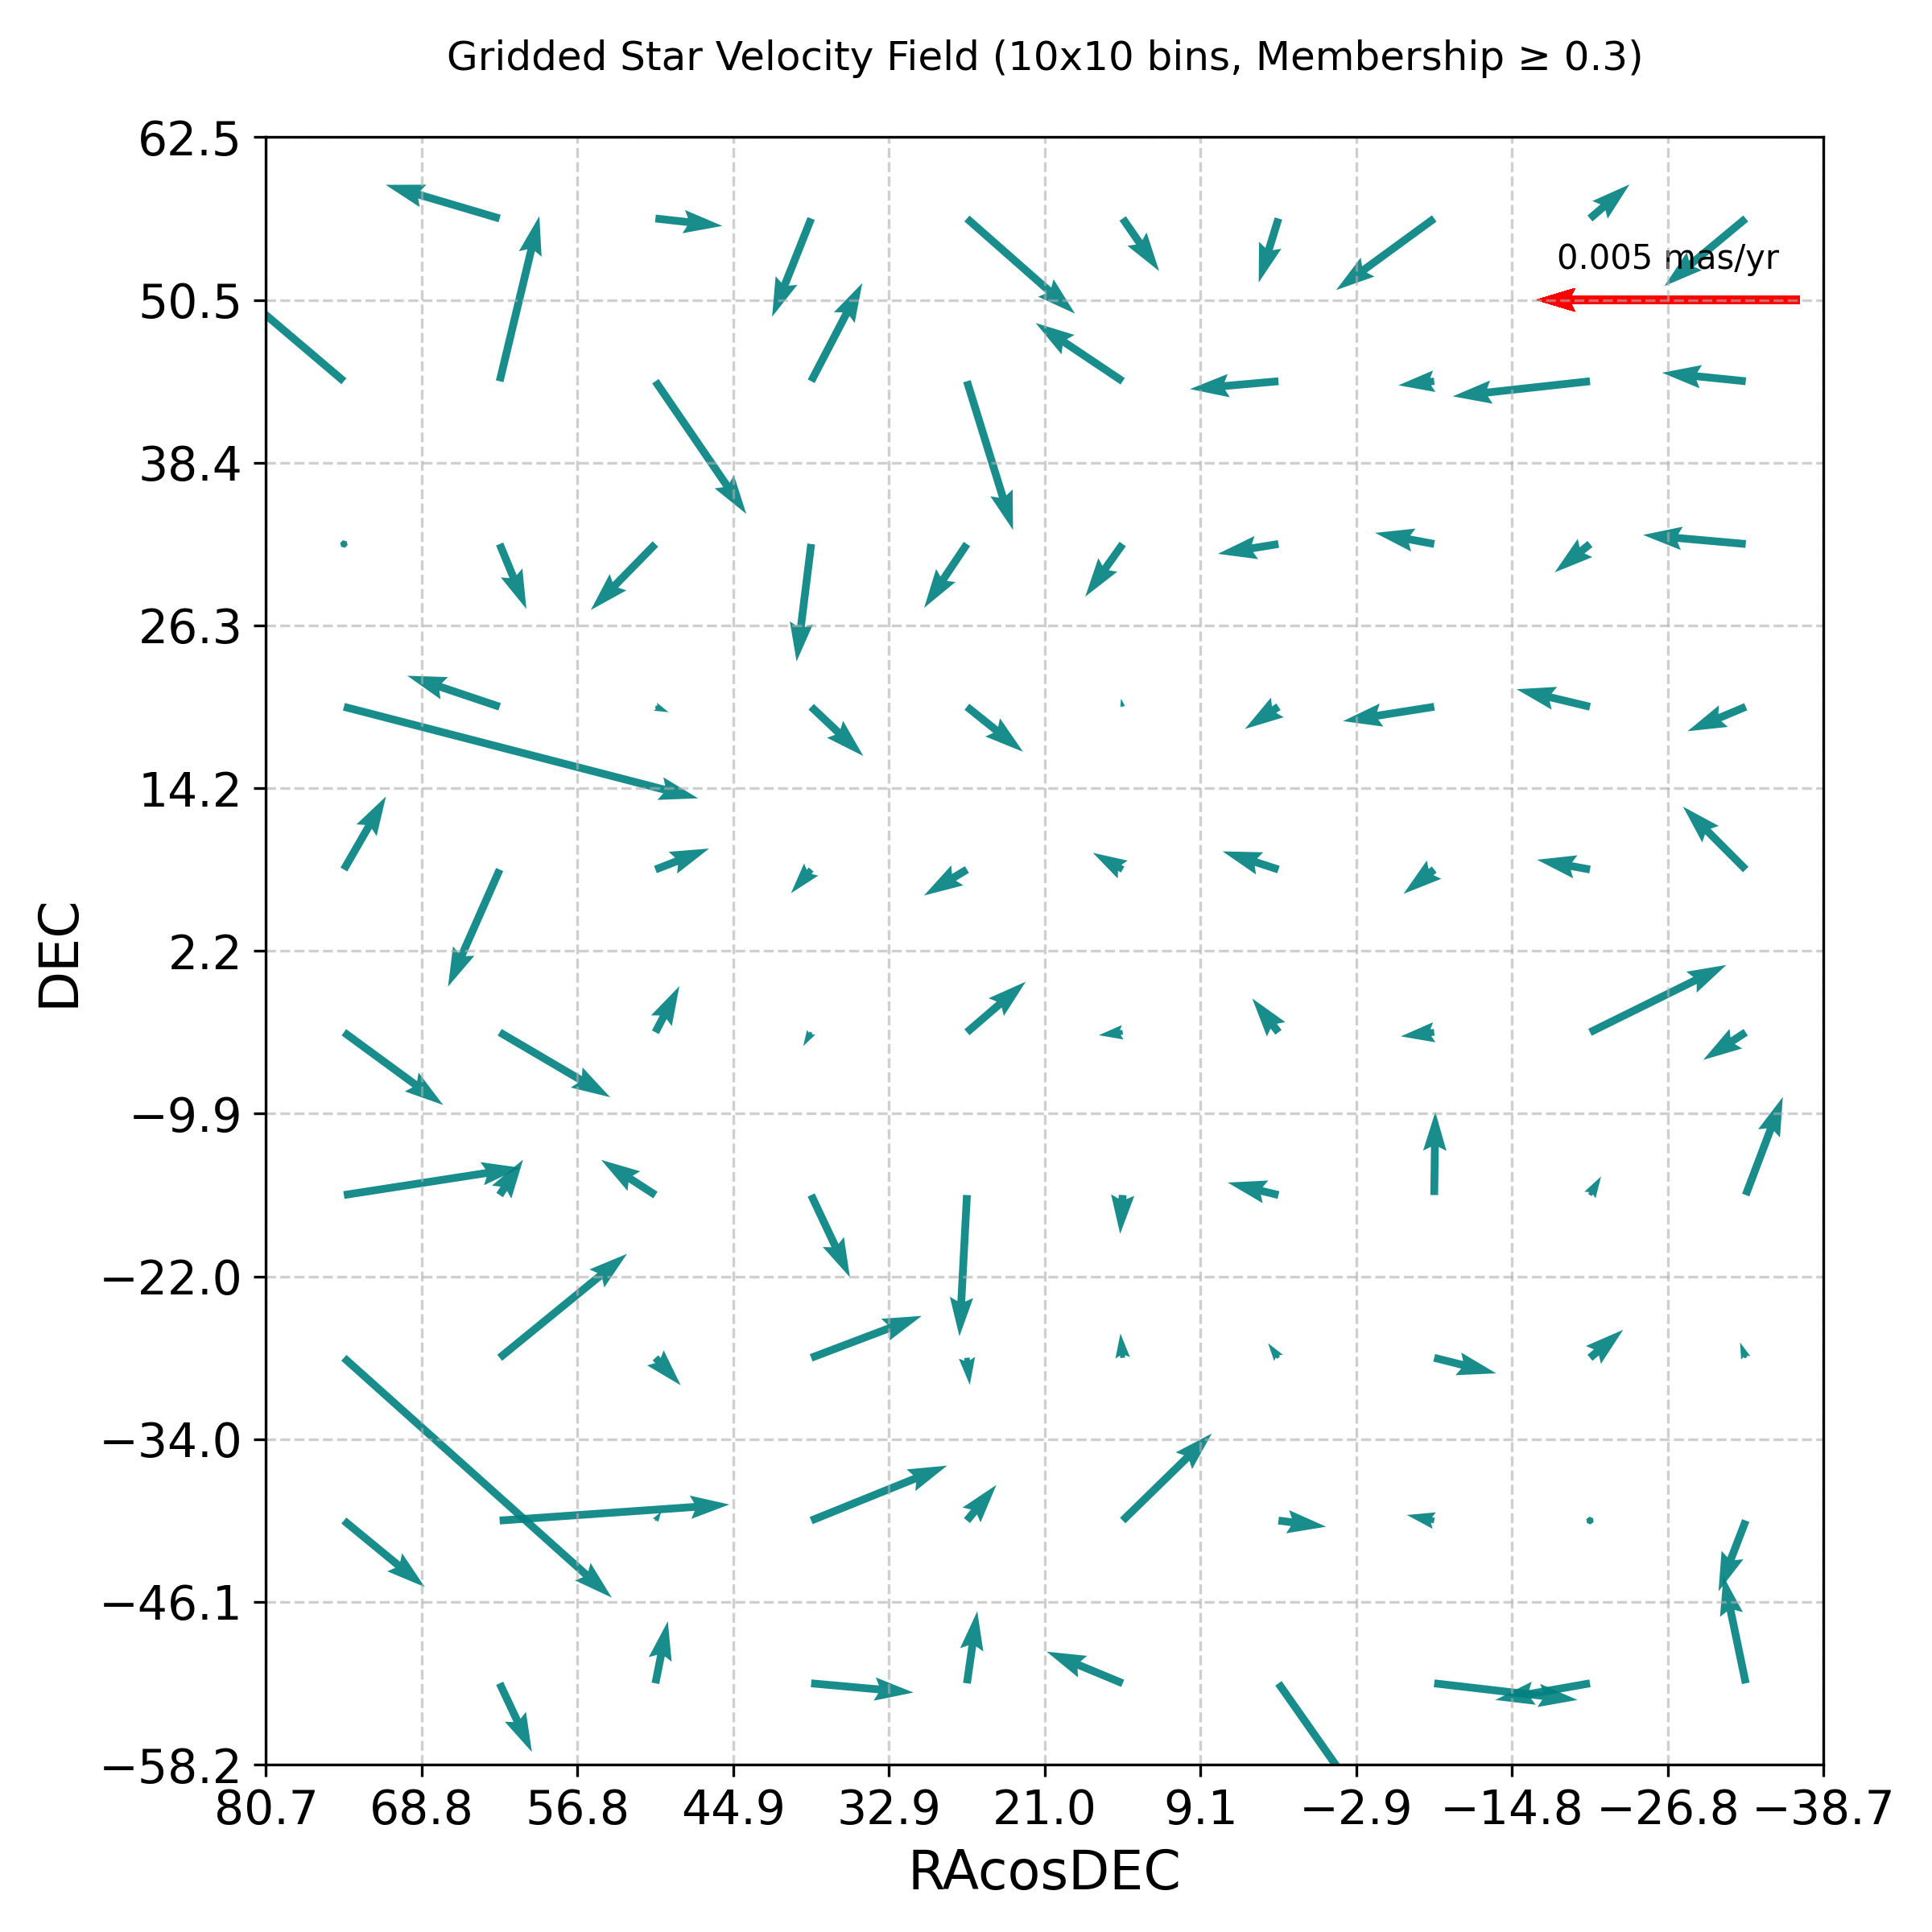 Gridded Star Velocity Field (10x10 bins, Membership ≥ 0.3)
62.5
0.005 mas/yr
50.5
38.4
26.3
14.2
DEC
2.2
−9.9
−22.0
−34.0
−46.1
−58.2
80.7 68.8 56.8 44.9 32.9 21.0 9.1 −2.9 −14.8 −26.8 −38.7
RAcosDEC